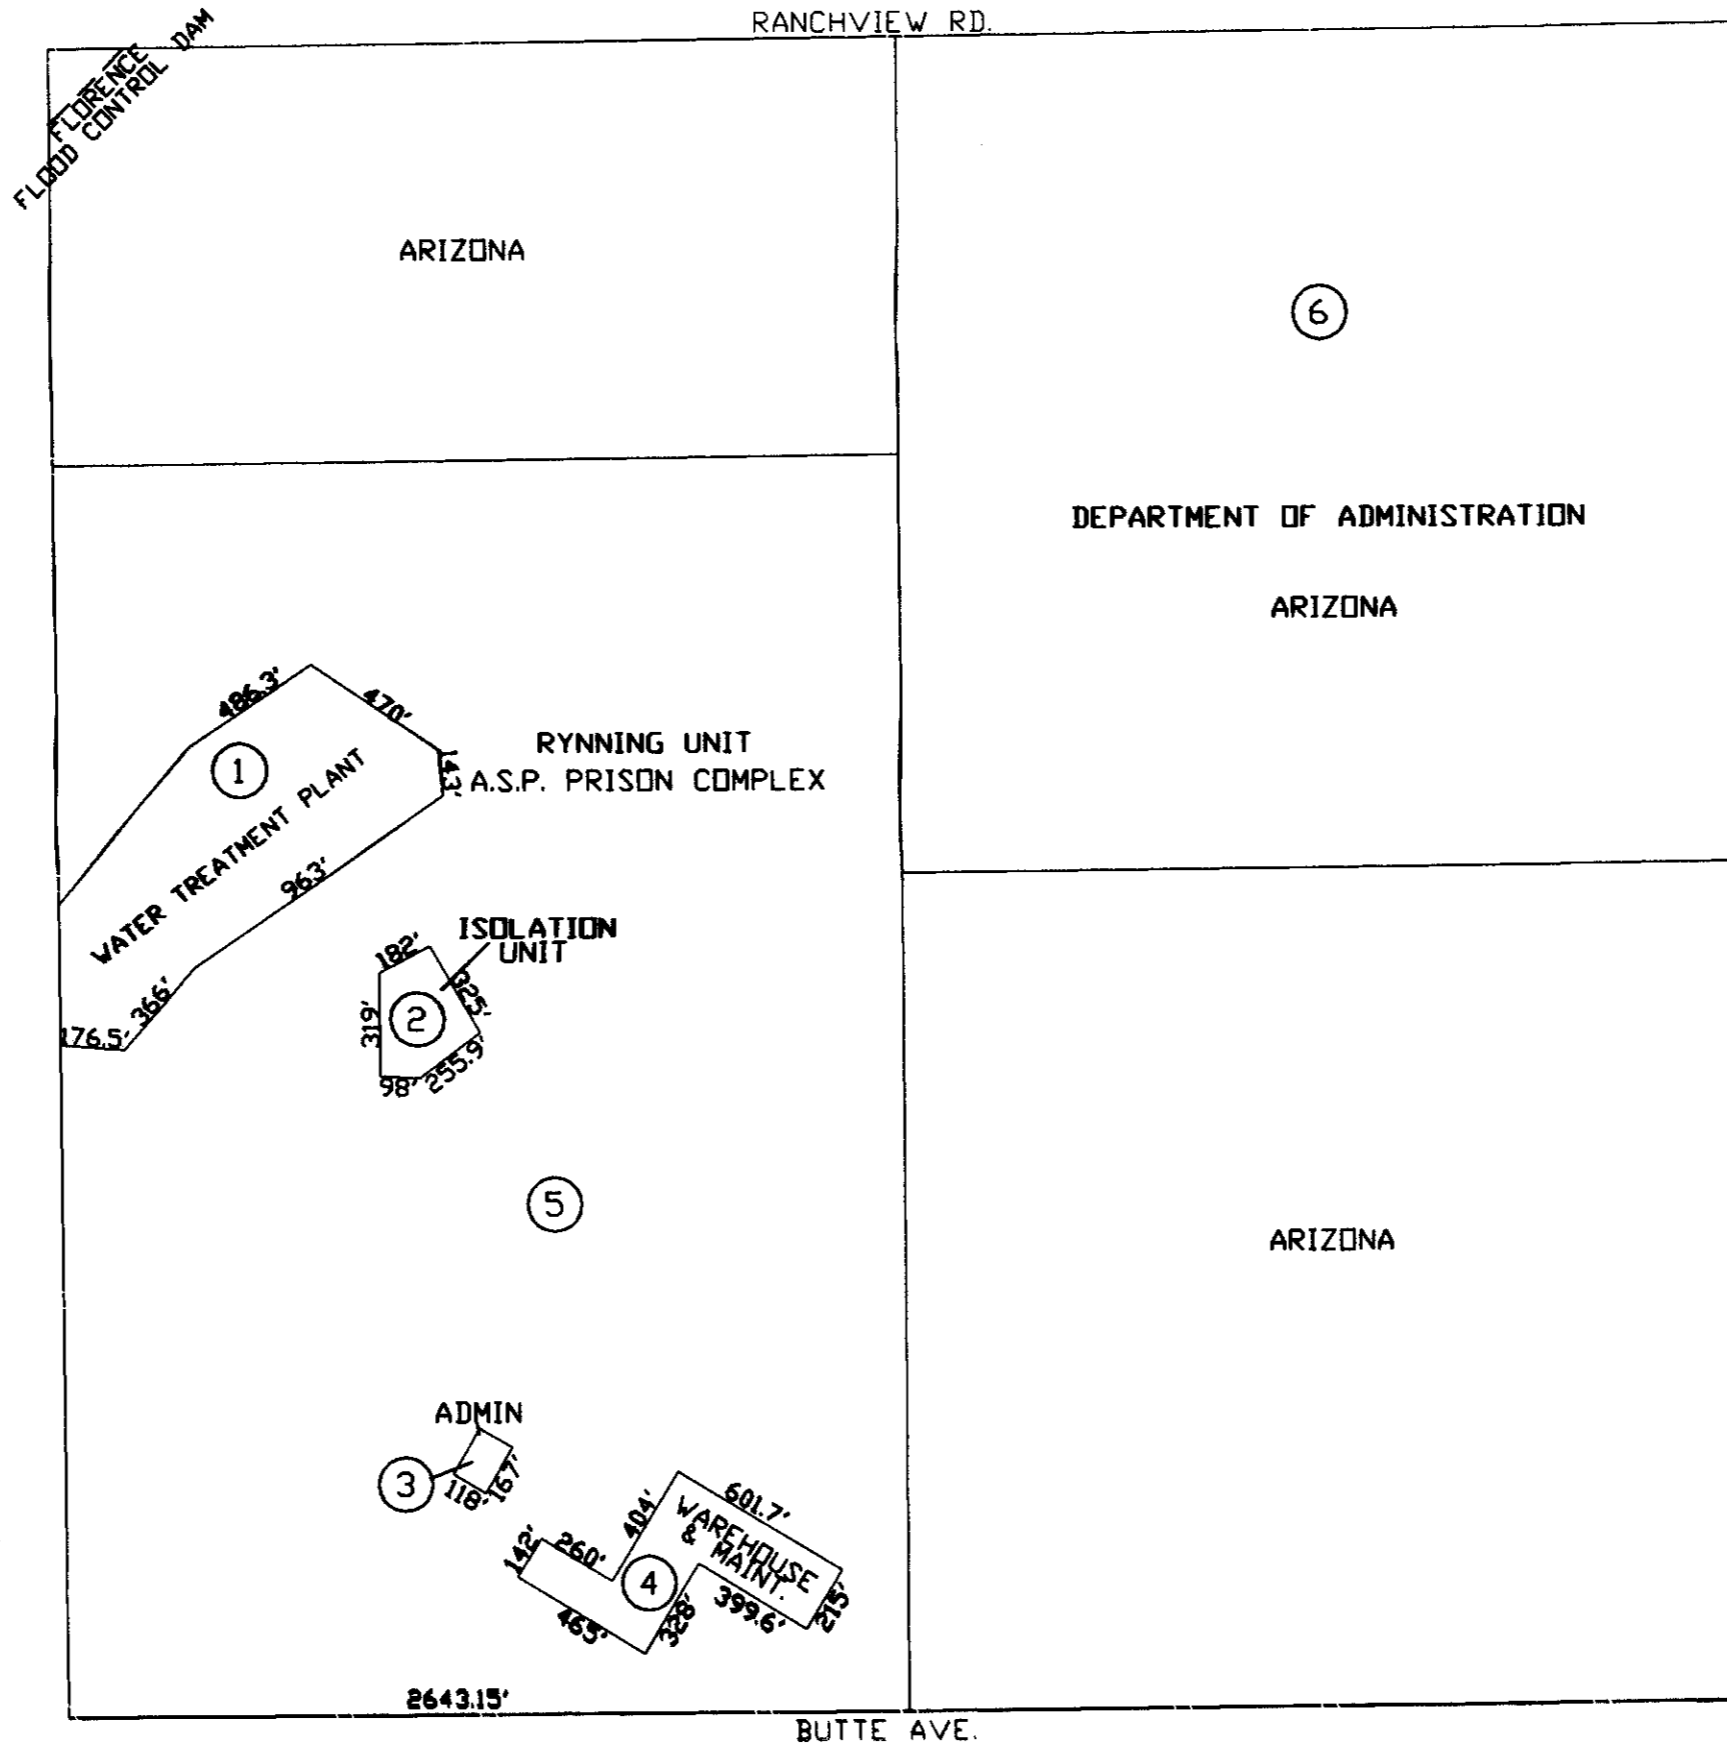 RANCHVIEW RD.
FLORENCE
FLOOD CONTROL DAM
ARIZONA
6
DEPARTMENT OF ADMINISTRATION
ARIZONA
486.3'
470'
143'
1
RYNNING UNIT
A.S.P. PRISON COMPLEX
WATER TREATMENT PLANT
963'
366'
176.5'
ISOLATION
UNIT
182'
325'
319'
2
98'
255.9'
5
ARIZONA
ADMIN
3
118'
167'
142'
260'
404'
601.7'
WAREHOUSE
& MAINT.
4
465'
328'
399.6'
215'
2643.15'
BUTTE AVE.